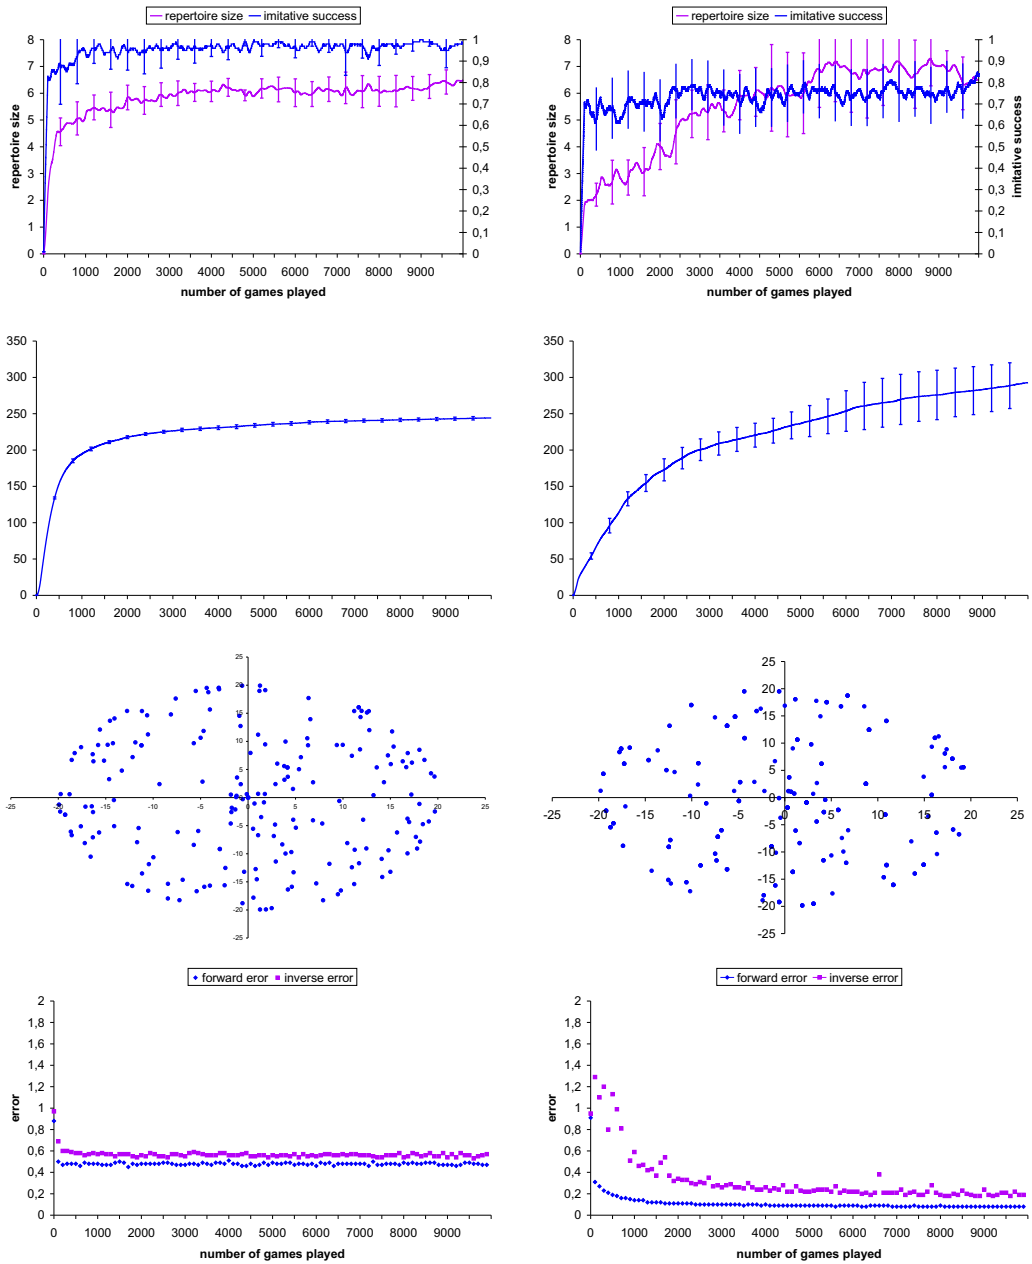 repertoire size imitative success
8 7 6 5 4 3 2 1 0
repertoire size
1 0,9 0,8 0,7 0,6 0,5 0,4 0,3 0,2 0,1 0
0 1000 2000 3000 4000 5000 6000 7000 8000 9000
number of games played
repertoire size imitative success
8 7 6 5 4 3 2 1 0
repertoire size
1 0,9 0,8 0,7 0,6 0,5 0,4 0,3 0,2 0,1 0
imitative success
0 1000 2000 3000 4000 5000 6000 7000 8000 9000
number of games played
350 300 250 200 150 100 50 0
0 1000 2000 3000 4000 5000 6000 7000 8000 9000
350 300 250 200 150 100 50 0
0 1000 2000 3000 4000 5000 6000 7000 8000 9000
25 20 15 10 5 0 -5 -10 -15 -20 -25
-25 -20 -15 -10 -5 0 5 10 15 20 25
25 20 15 10 5 0 -5 -10 -15 -20 -25
-25 -20 -15 -10 -5 0 5 10 15 20 25
forward eror inverse error
2 1,8 1,6 1,4 1,2 1 0,8 0,6 0,4 0,2 0
error
0 1000 2000 3000 4000 5000 6000 7000 8000 9000
number of games played
forward error inverse error
2 1,8 1,6 1,4 1,2 1 0,8 0,6 0,4 0,2 0
error
0 1000 2000 3000 4000 5000 6000 7000 8000 9000
number of games played